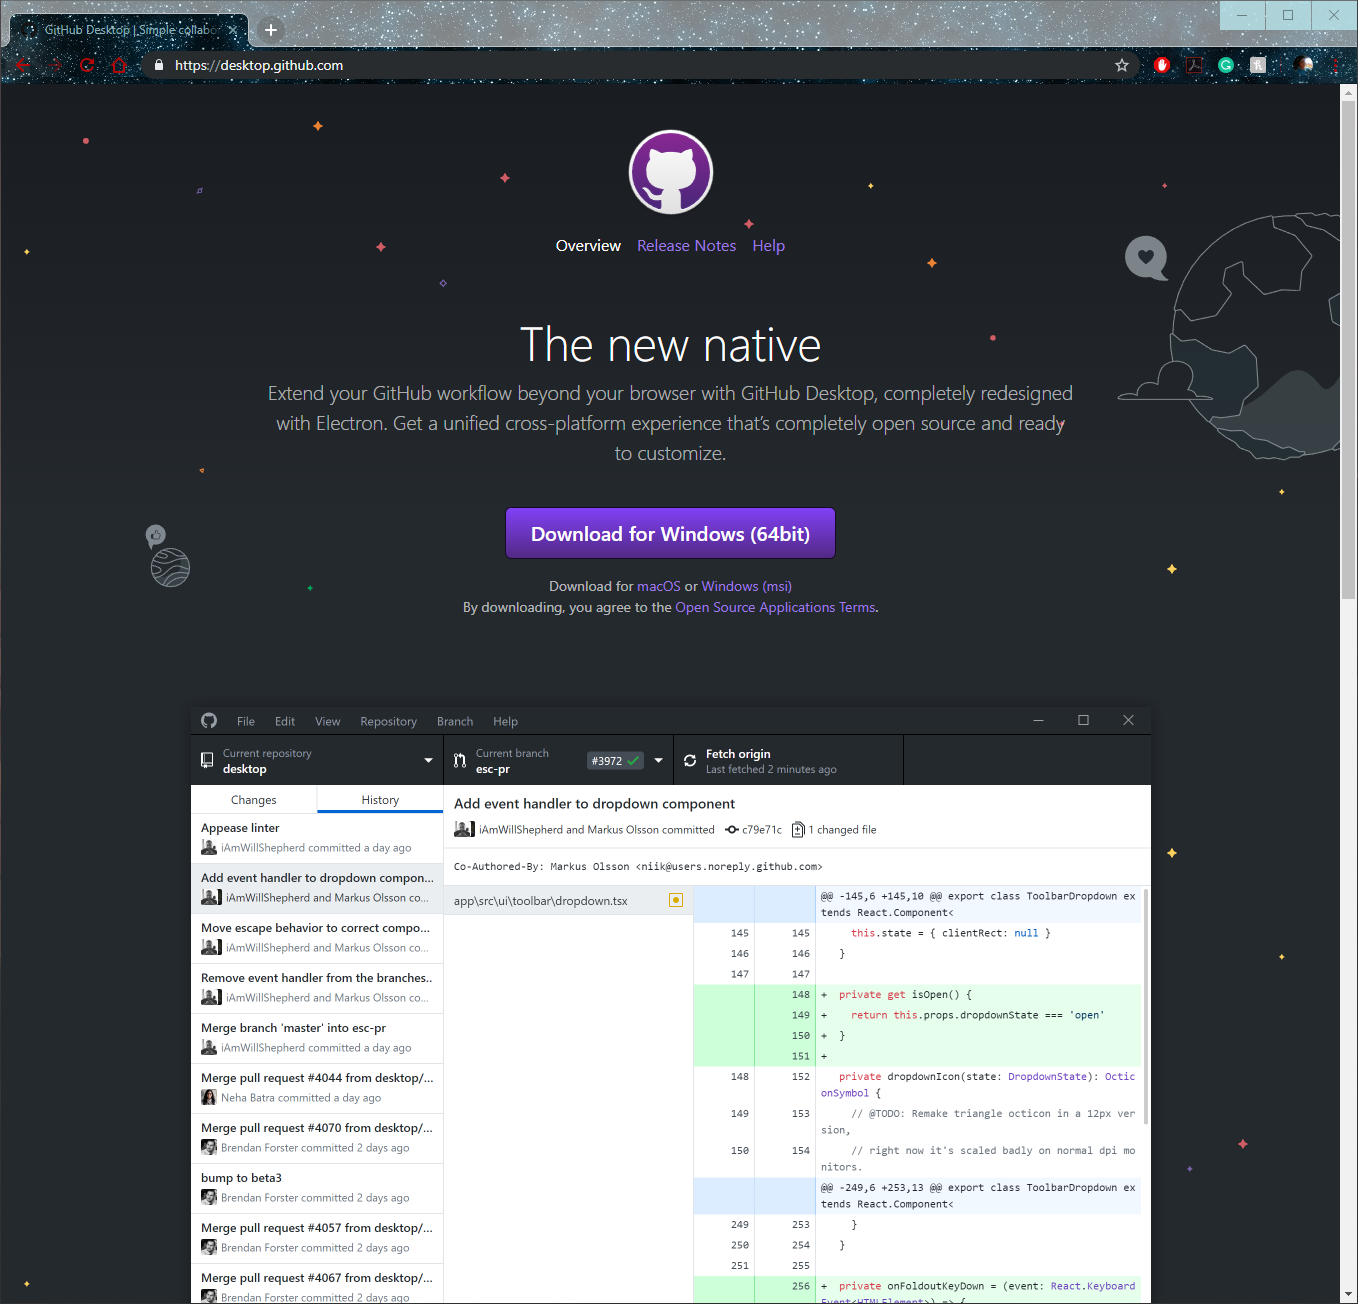 GitHub Desktop | Simple collabo
https://desktop.github.com
Overview Release Notes Help
The new native
Extend your GitHub workflow beyond your browser with GitHub Desktop, completely redesigned
with Electron. Get a unified cross-platform experience that's completely open source and ready
to customize.
Download for Windows (64bit)
Download for macOS or Windows (msi)
By downloading, you agree to the Open Source Applications Terms.
File Edit View Repository Branch Help
Current repository
desktop
Current branch
esc-pr
#3972
Fetch origin
Last fetched 2 minutes ago
Changes History
Appease linter
iAmWillShepherd committed a day ago
Add event handler to dropdown compon...
iAmWillShepherd and Markus Olsson co...
Move escape behavior to correct compo...
iAmWillShepherd and Markus Olsson co...
Remove event handler from the branches..
iAmWillShepherd and Markus Olsson co...
Merge branch 'master' into esc-pr
iAmWillShepherd committed a day ago
Merge pull request #4044 from desktop/...
Neha Batra committed a day ago
Merge pull request #4070 from desktop/...
Brendan Forster committed 2 days ago
bump to beta3
Brendan Forster committed 2 days ago
Merge pull request #4057 from desktop/...
Brendan Forster committed 2 days ago
Merge pull request #4067 from desktop/...
Brendan Forster committed 2 days ago
Add event handler to dropdown component
iAmWillShepherd and Markus Olsson committed c79e71c 1 changed file
Co-Authored-By: Markus Olsson <niik@users.noreply.github.com>
app\src\ui\toolbar\dropdown.tsx
@@ -145,6 +145,10 @@ export class ToolbarDropdown ex
tends React.Component<
145 145 this.state = { clientRect: null }
146 146 }
147 147
148 + private get isOpen() {
149 + return this.props.dropdownState === 'open'
150 + }
151 +
148 152 private dropdownIcon(state: DropdownState): Octic
onSymbol {
149 153 // @TODO: Remake triangle octicon in a 12px ver
sion,
150 154 // right now it's scaled badly on normal dpi mo
nitors.
@@ -249,6 +253,13 @@ export class ToolbarDropdown ex
tends React.Component<
249 253 }
250 254 }
251 255
256 + private onFoldoutKeyDown = (event: React.Keyboard
Event<HTMLElement>) => {